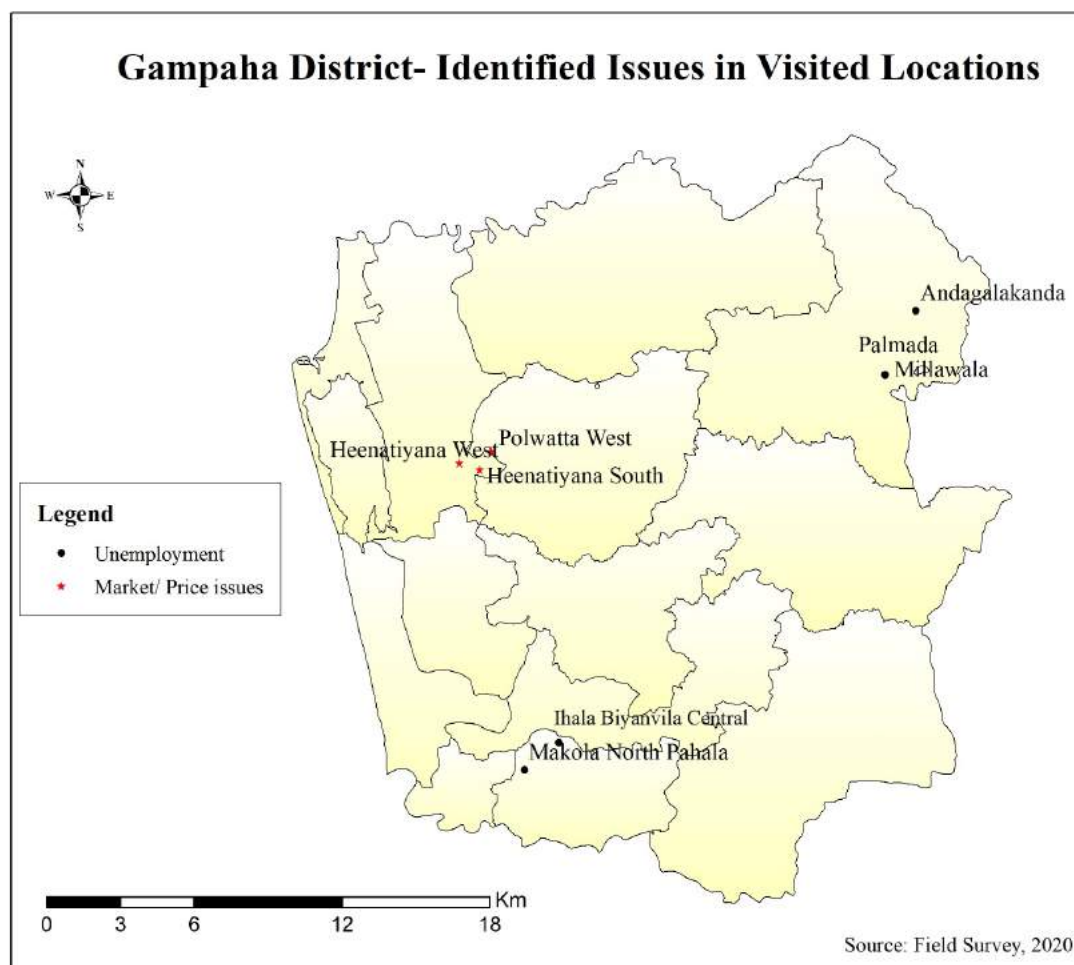 Gampaha District- Identified Issues in Visited Locations
N
W E
S
Andagalakanda
Palmada
Millawala
Polwatta West
Heenatiyana West
Heenatiyana South
Legend
Unemployment
Market/ Price issues
Ihala Biyanvila Central
Makola North Pahala
Km
0 3 6 12 18
Source: Field Survey, 2020